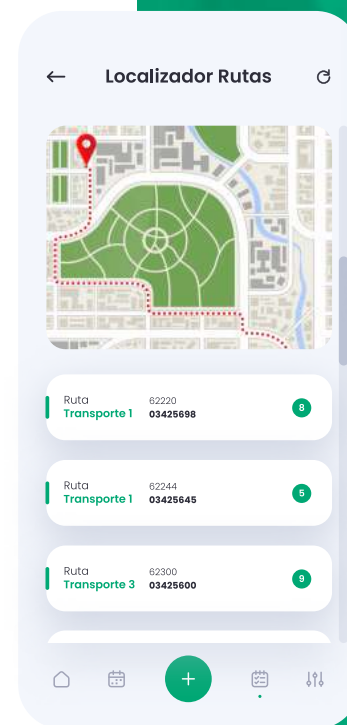 Localizador Rutas
Ruta 62220 8
Transporte 1 03425698
Ruta 62244 5
Transporte 1 03425645
Ruta 62300 9
Transporte 3 03425600